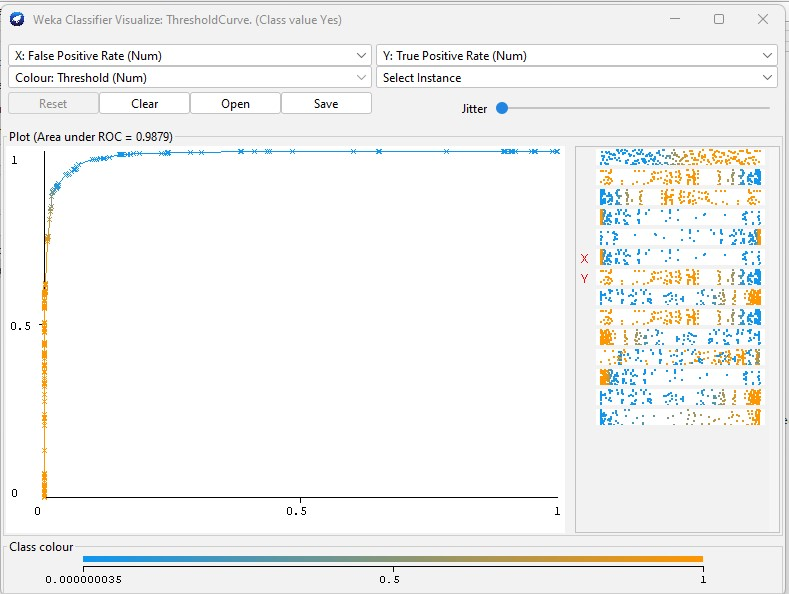 Weka Classifier Visualize: ThresholdCurve. (Class value Yes)
X: False Positive Rate (Num)
Y: True Positive Rate (Num)
Colour: Threshold (Num)
Select Instance
Reset
Clear
Open
Save
Jitter
Plot (Area under ROC = 0.9879)
1
0.5
0
0
0.5
1
X
Y
Class colour
0.000000035
0.5
1